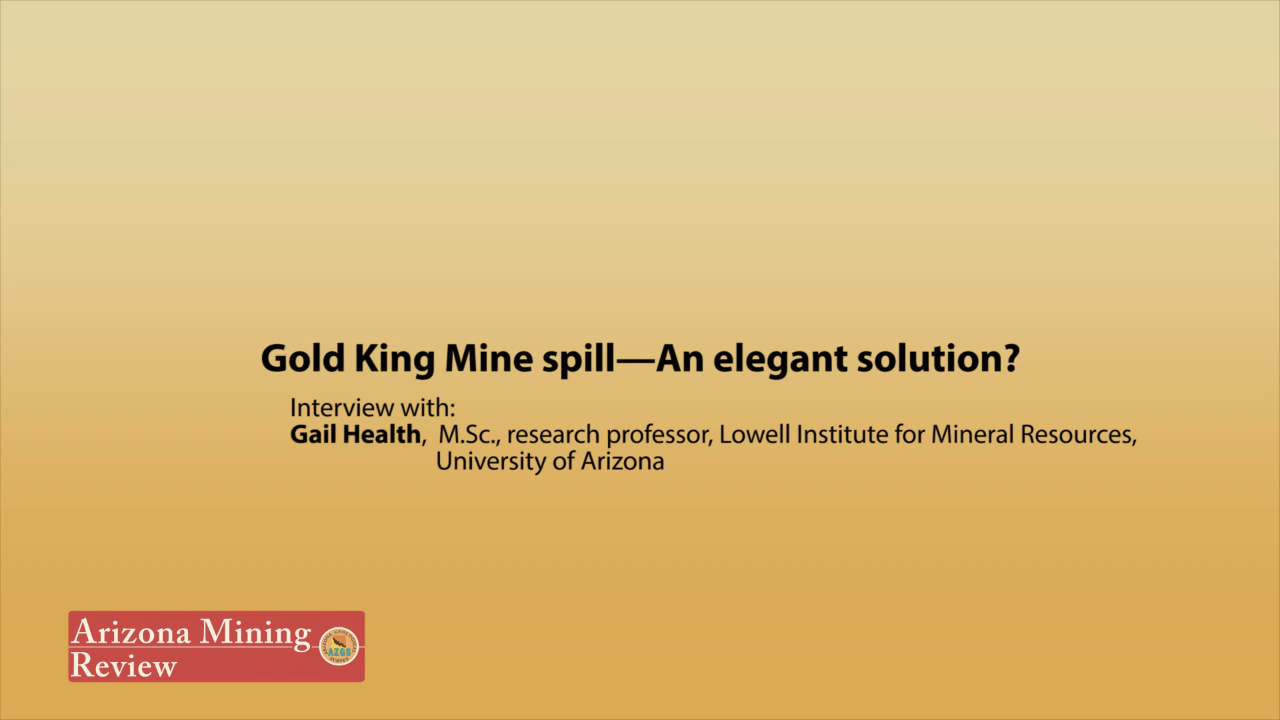 Gold King Mine spill—An elegant solution?
Interview with:
Gail Health, M.Sc., research professor, Lowell Institute for Mineral Resources,
University of Arizona
Arizona Mining
Review
AZGS